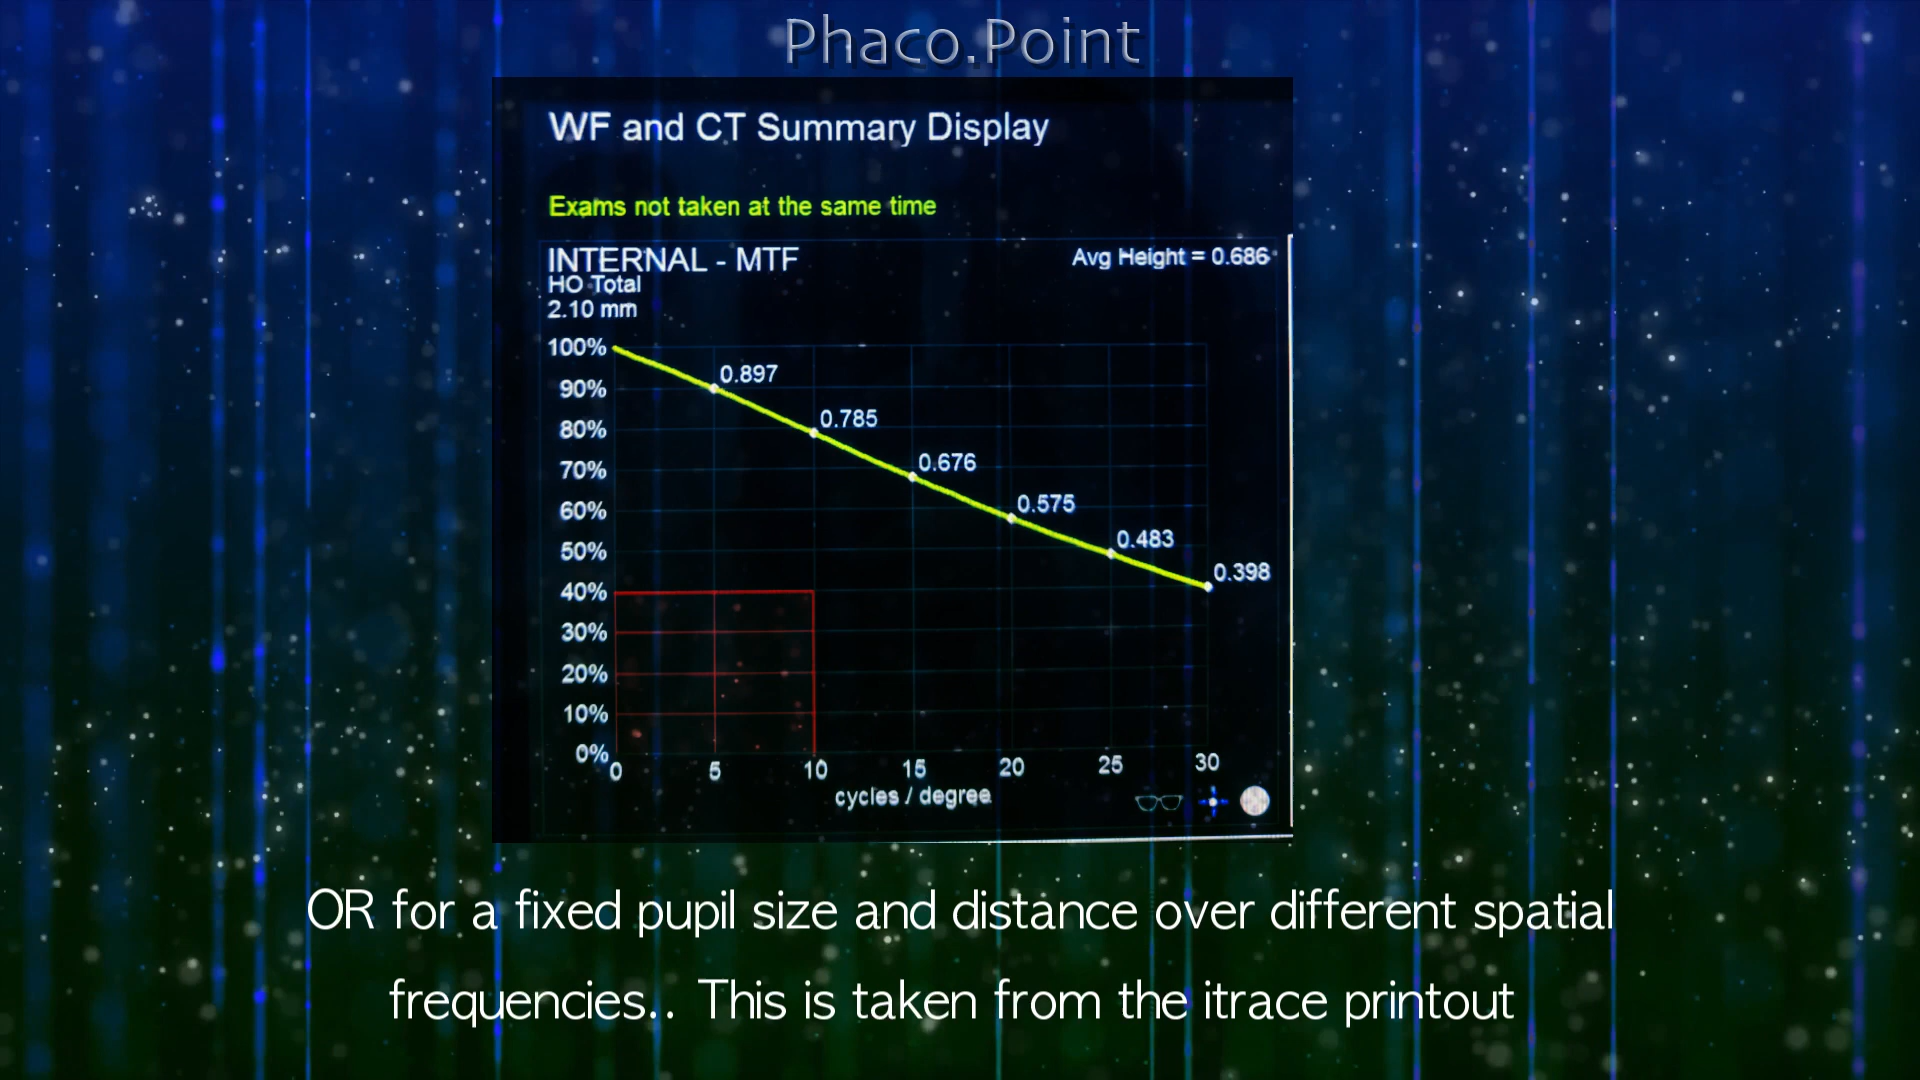 Phaco.Point
WF and CT Summary Display
Exams not taken at the same time
INTERNAL - MTF
Avg Height = 0.686
HO Total
2.10 mm
100%
90%
80%
70%
60%
50%
40%
30%
20%
10%
0%
0.897
0.785
0.676
0.575
0.483
0.398
0 5 10 15 20 25 30
cycles / degree
OR for a fixed pupil size and distance over different spatial
frequencies.. This is taken from the itrace printout